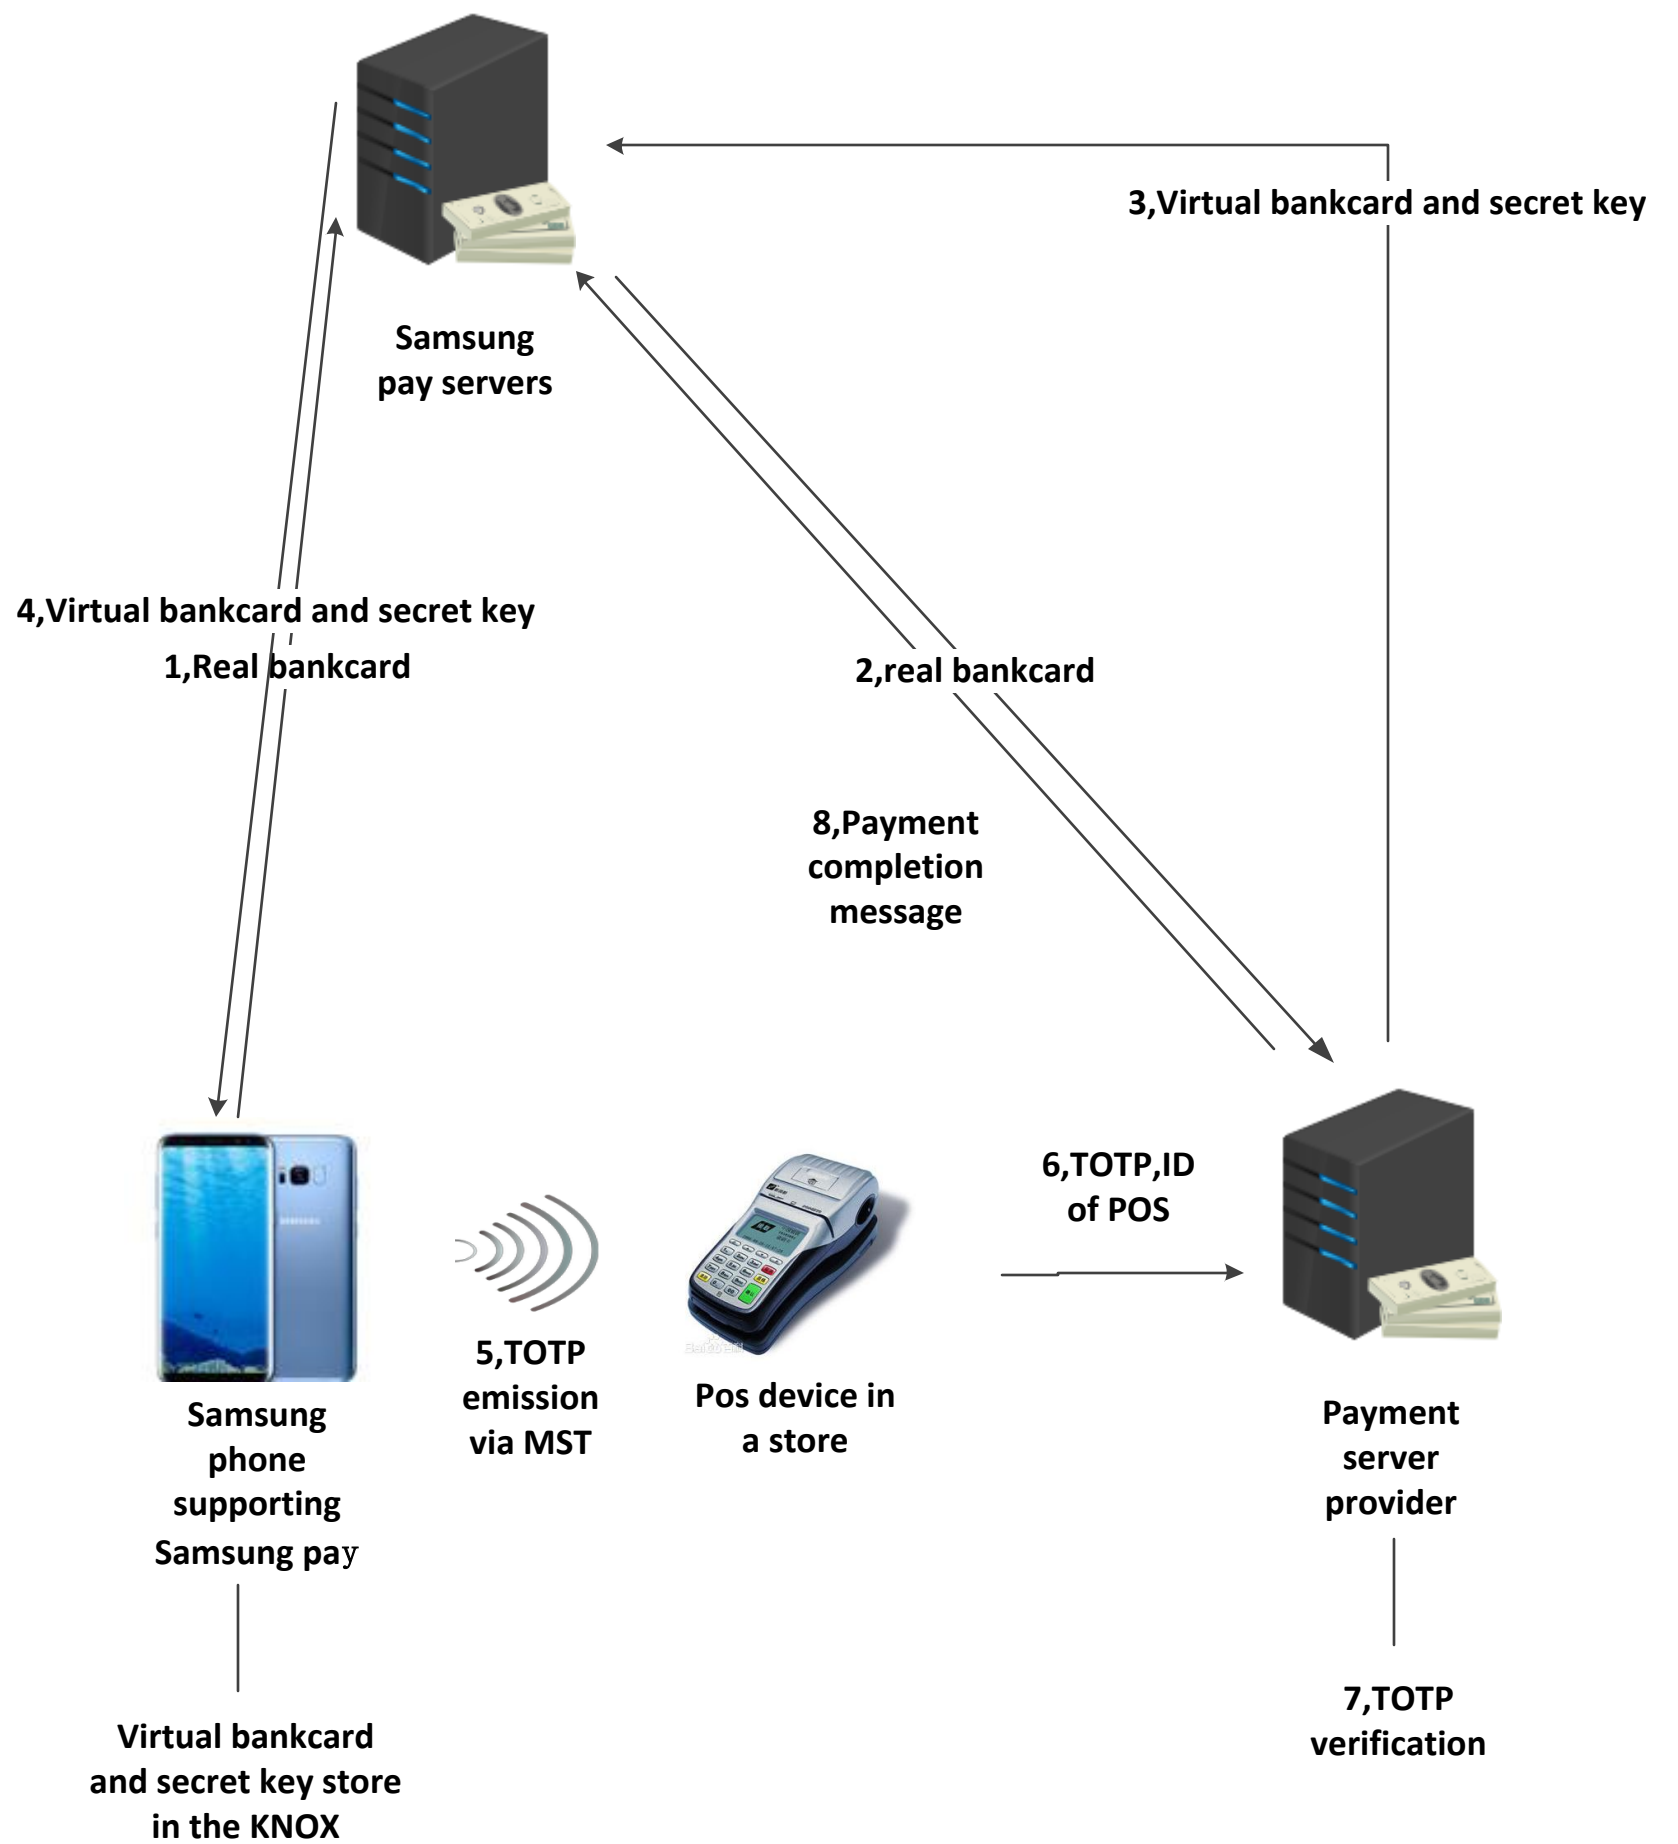 3,Virtual bankcard and secret key
Samsung
pay servers
4,Virtual bankcard and secret key
1,Real bankcard
2,real bankcard
8,Payment
completion
message
SAMSUNG
6,TOTP,ID
of POS
5,TOTP
emission
via MST
Pos device in
a store
Samsung
phone
supporting
Samsung pay
Payment
server
provider
Virtual bankcard
and secret key store
in the KNOX
7,TOTP
verification